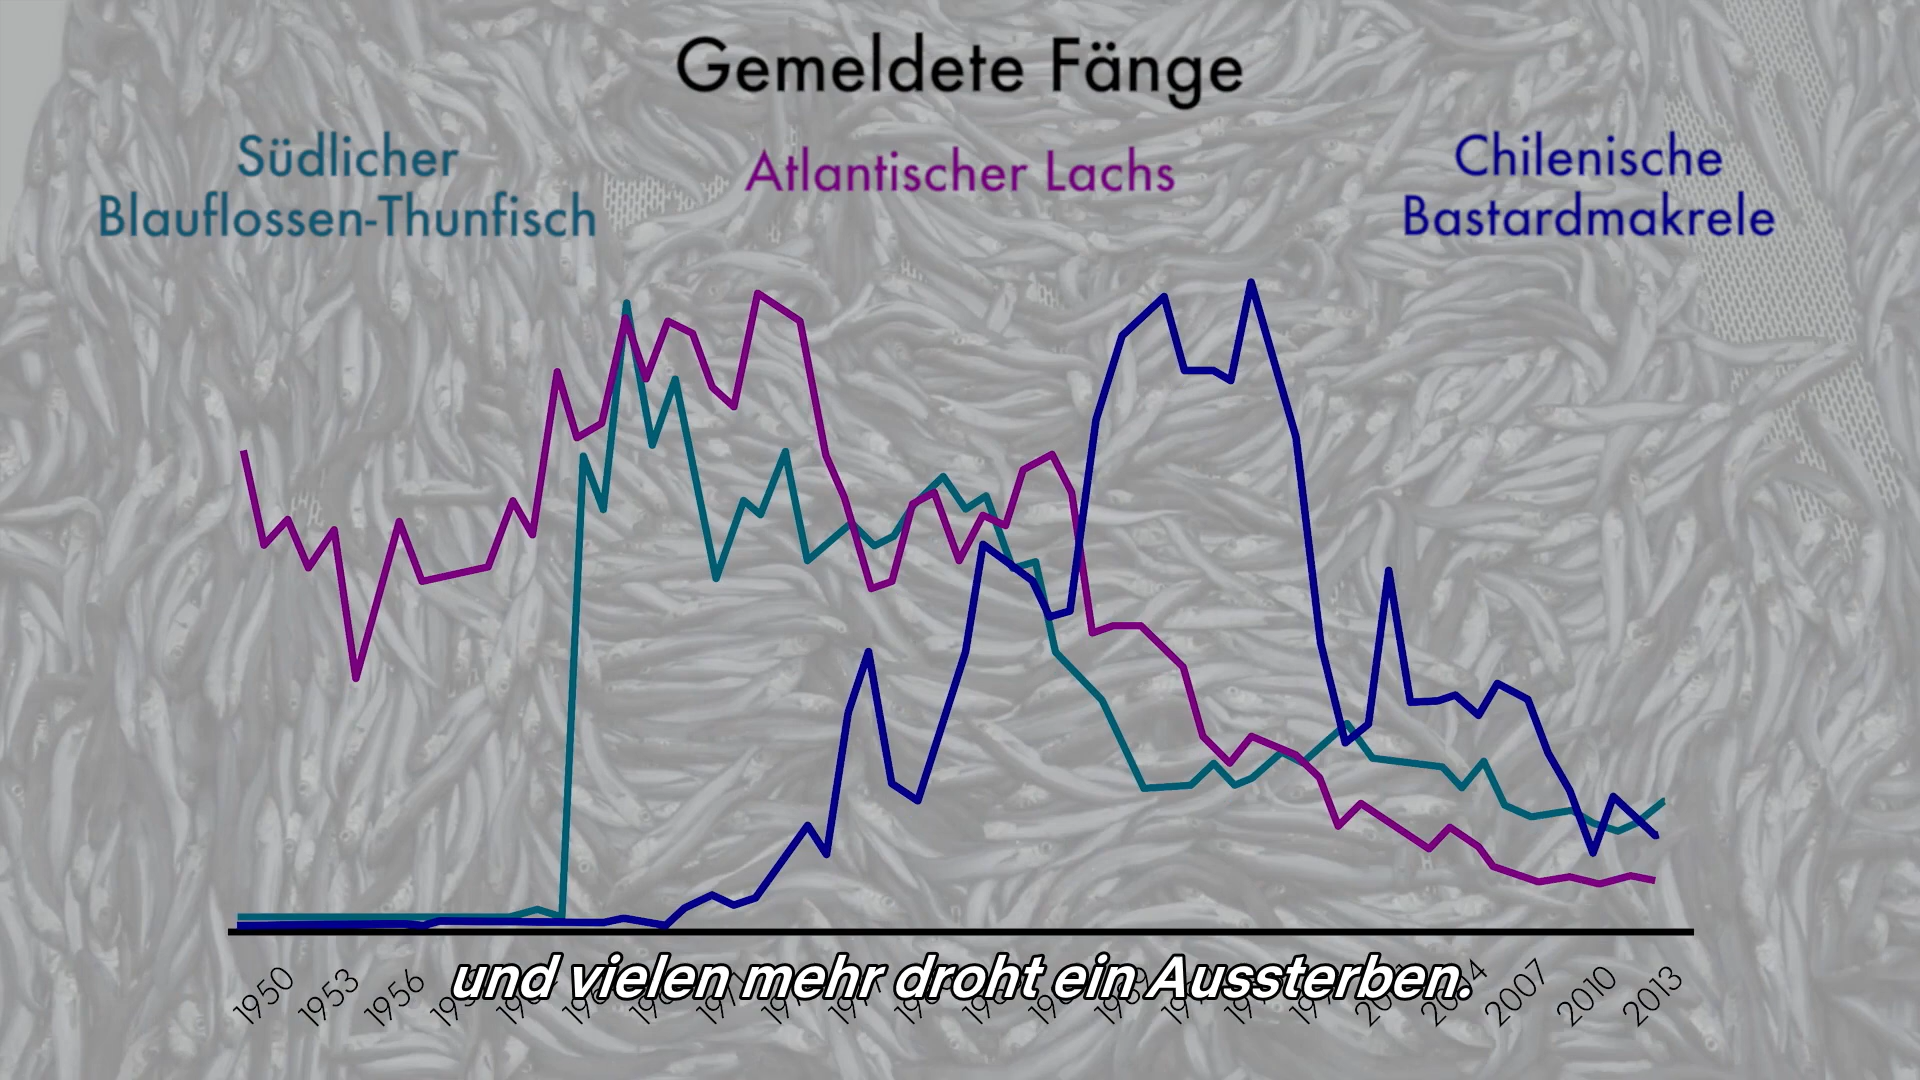 Gemeldete Fänge
Südlicher
Blauflossen-Thunfisch
Atlantischer Lachs
Chilenische
Bastardmakrele
und vielen mehr droht ein Aussterben.
1950 1953 1956 2007 2010 2013